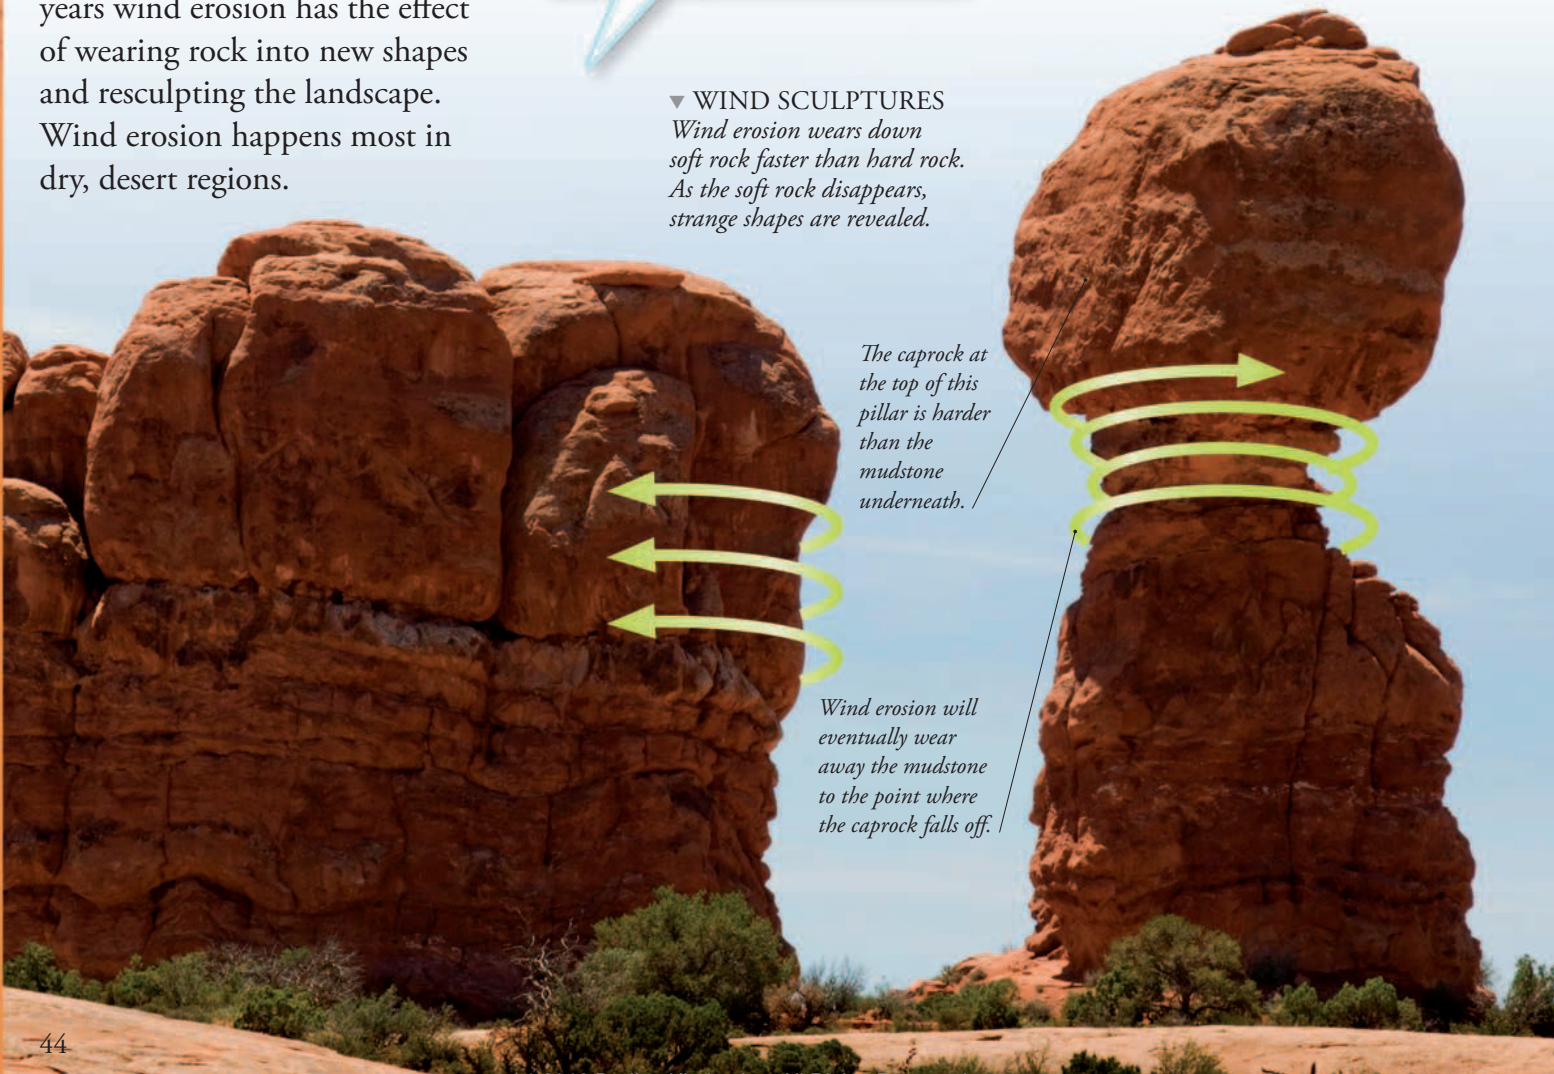 years wind erosion has the effect
of wearing rock into new shapes
and resculpting the landscape.
Wind erosion happens most in
dry, desert regions.
▼ WIND SCULPTURES
Wind erosion wears down
soft rock faster than hard rock.
As the soft rock disappears,
strange shapes are revealed.
The caprock at
the top of this
pillar is harder
than the
mudstone
underneath.
Wind erosion will
eventually wear
away the mudstone
to the point where
the caprock falls off.
44